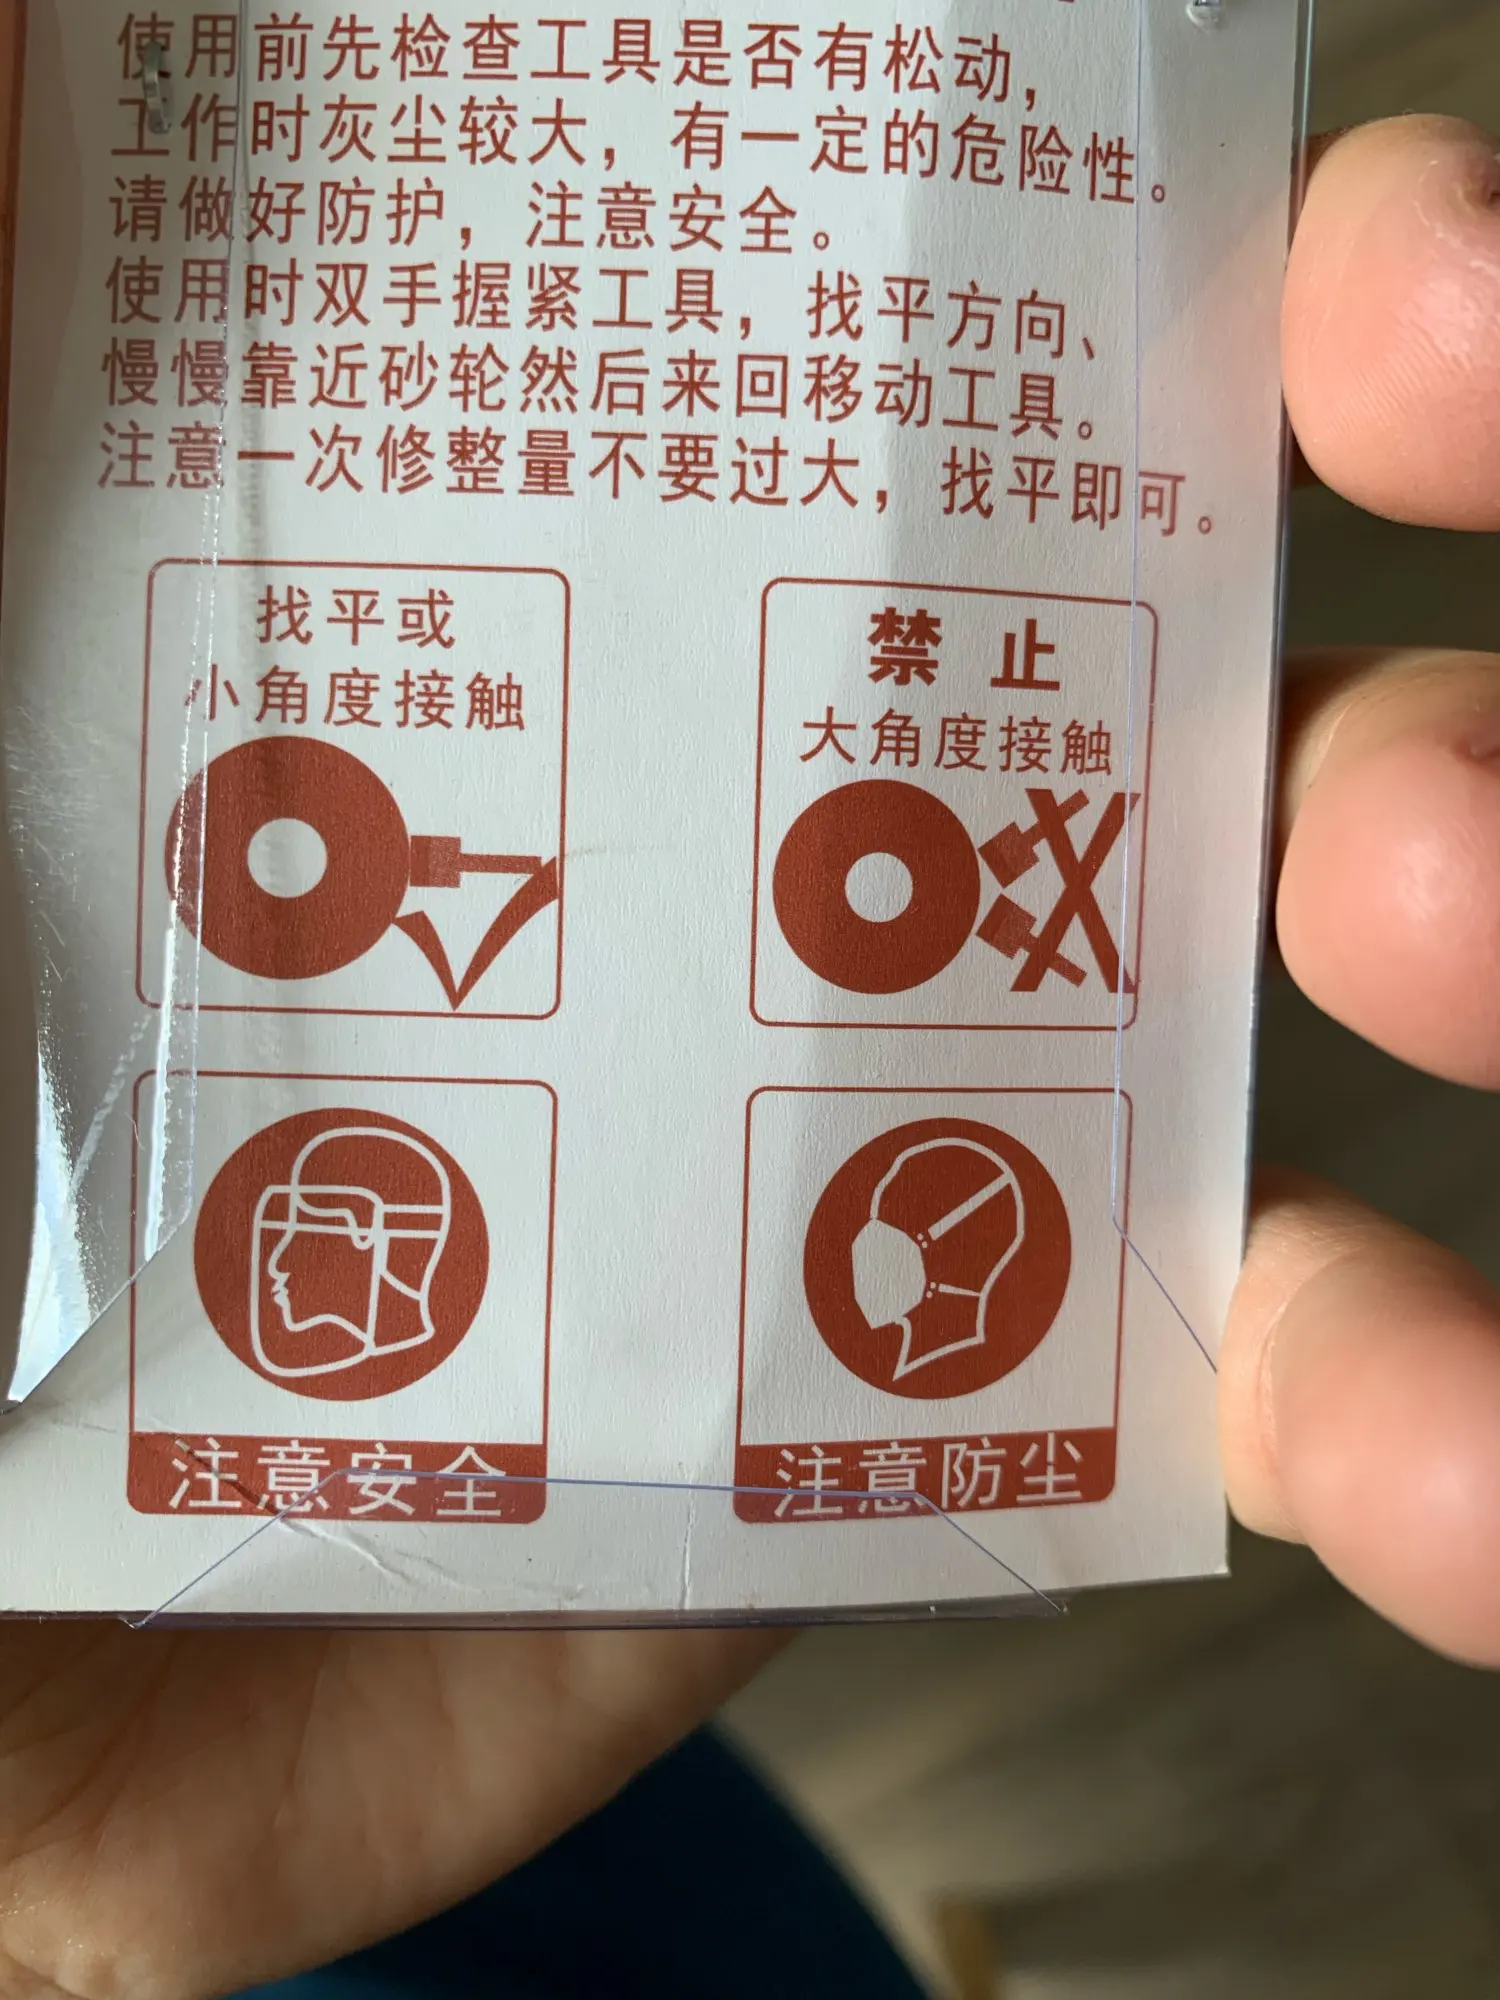 使用前先检查工具是否有松动，
工作时灰尘较大，有一定的危险性。
请做好防护，注意安全。
使用时双手握紧工具，找平方向、
慢慢靠近砂轮然后来回移动工具。
注意一次修整量不要过大，找平即可。
找平或
小角度接触
禁止
大角度接触
注意安全
注意防尘